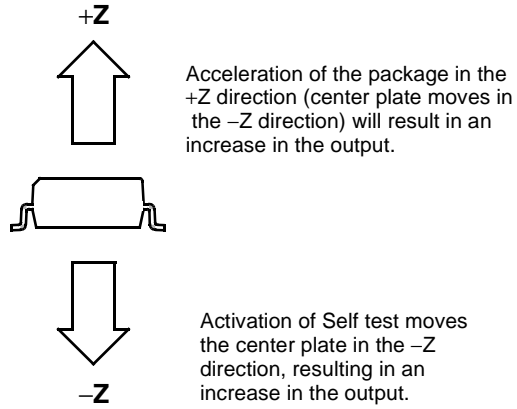 +Z
Acceleration of the package in the
+Z direction (center plate moves in
the −Z direction) will result in an
increase in the output.
Activation of Self test moves
the center plate in the −Z
direction, resulting in an
increase in the output.
−Z